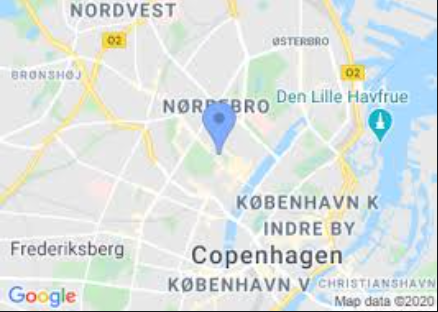 NORDVEST
O2
ØSTERBRO
O2
BRØNSHØJ
NØRREBRO
Den Lille Havfrue
KØBENHAVN K
INDRE BY
Frederiksberg
Copenhagen
KØBENHAVN V
CHRISTIANSHAVN
Google
Map data ©2020